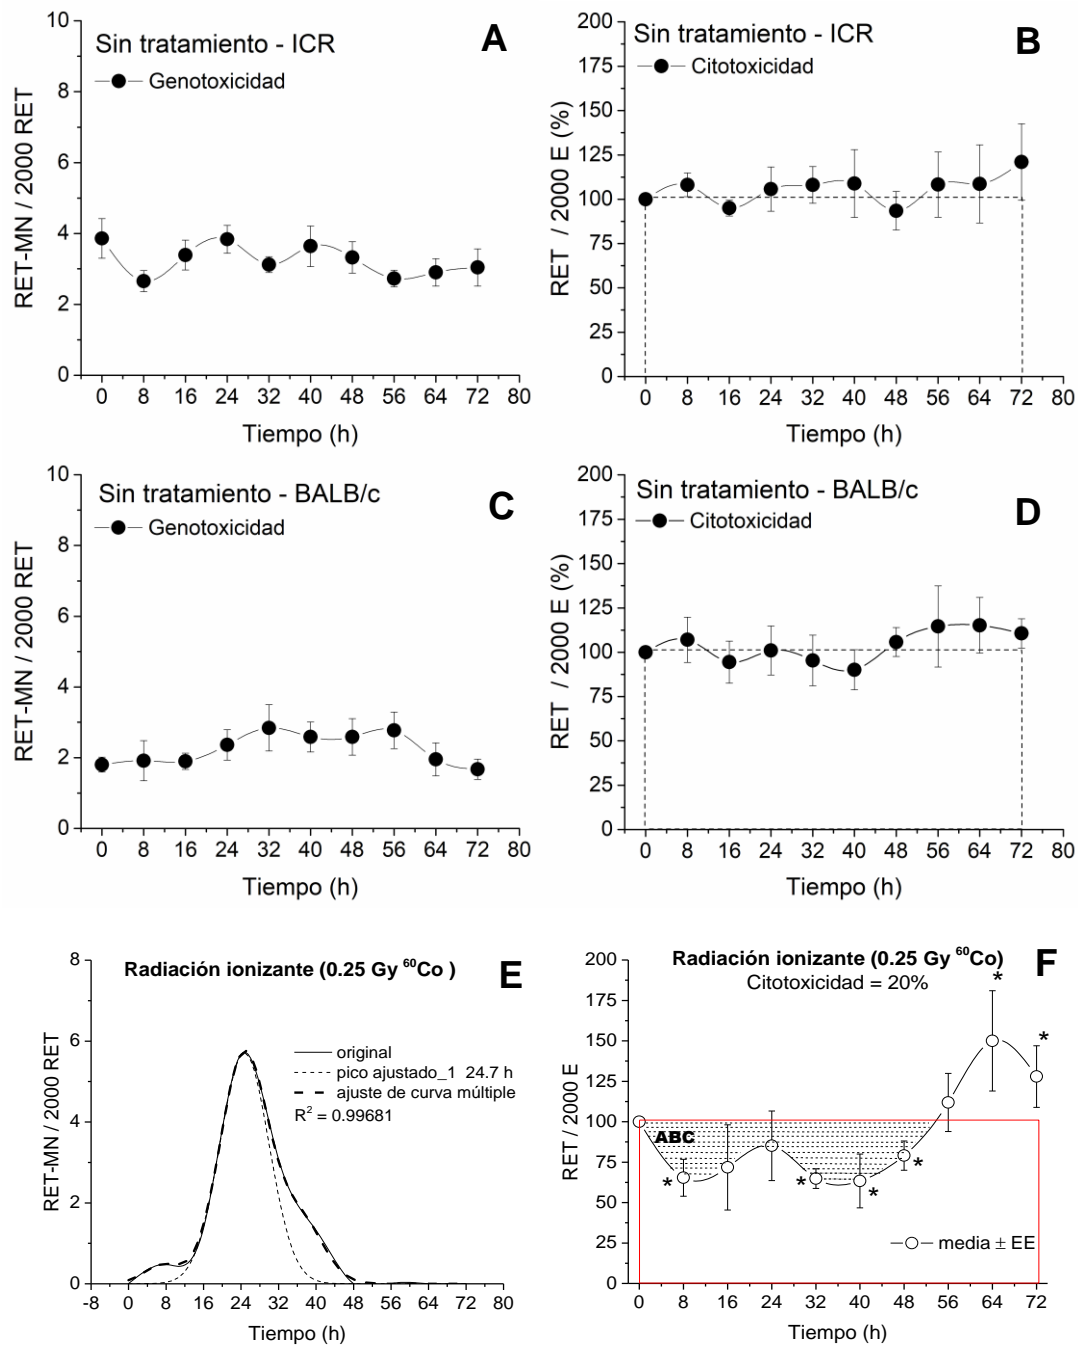 Sin tratamiento - ICR
A
Genotoxicidad
RET-MN / 2000 RET
10
8
6
4
2
0
0 8 16 24 32 40 48 56 64 72 80
Tiempo (h)
Sin tratamiento - ICR
B
Citotoxicidad
RET / 2000 E (%)
200
175
150
125
100
75
50
25
0
0 8 16 24 32 40 48 56 64 72 80
Tiempo (h)
Sin tratamiento - BALB/c
C
Genotoxicidad
RET-MN / 2000 RET
10
8
6
4
2
0
0 8 16 24 32 40 48 56 64 72 80
Tiempo (h)
Sin tratamiento - BALB/c
D
Citotoxicidad
RET / 2000 E (%)
200
175
150
125
100
75
50
25
0
0 8 16 24 32 40 48 56 64 72 80
Tiempo (h)
Radiación ionizante (0.25 Gy ⁶⁰Co )
E
original
pico ajustado_1 24.7 h
ajuste de curva múltiple
R² = 0.99681
RET-MN / 2000 RET
8
6
4
2
0
-8 0 8 16 24 32 40 48 56 64 72 80
Tiempo (h)
Radiación ionizante (0.25 Gy ⁶⁰Co)
F
Citotoxicidad = 20%
ABC
* * * * * *
media ± EE
RET / 2000 E
200
175
150
125
100
75
50
25
0
0 8 16 24 32 40 48 56 64 72
Tiempo (h)